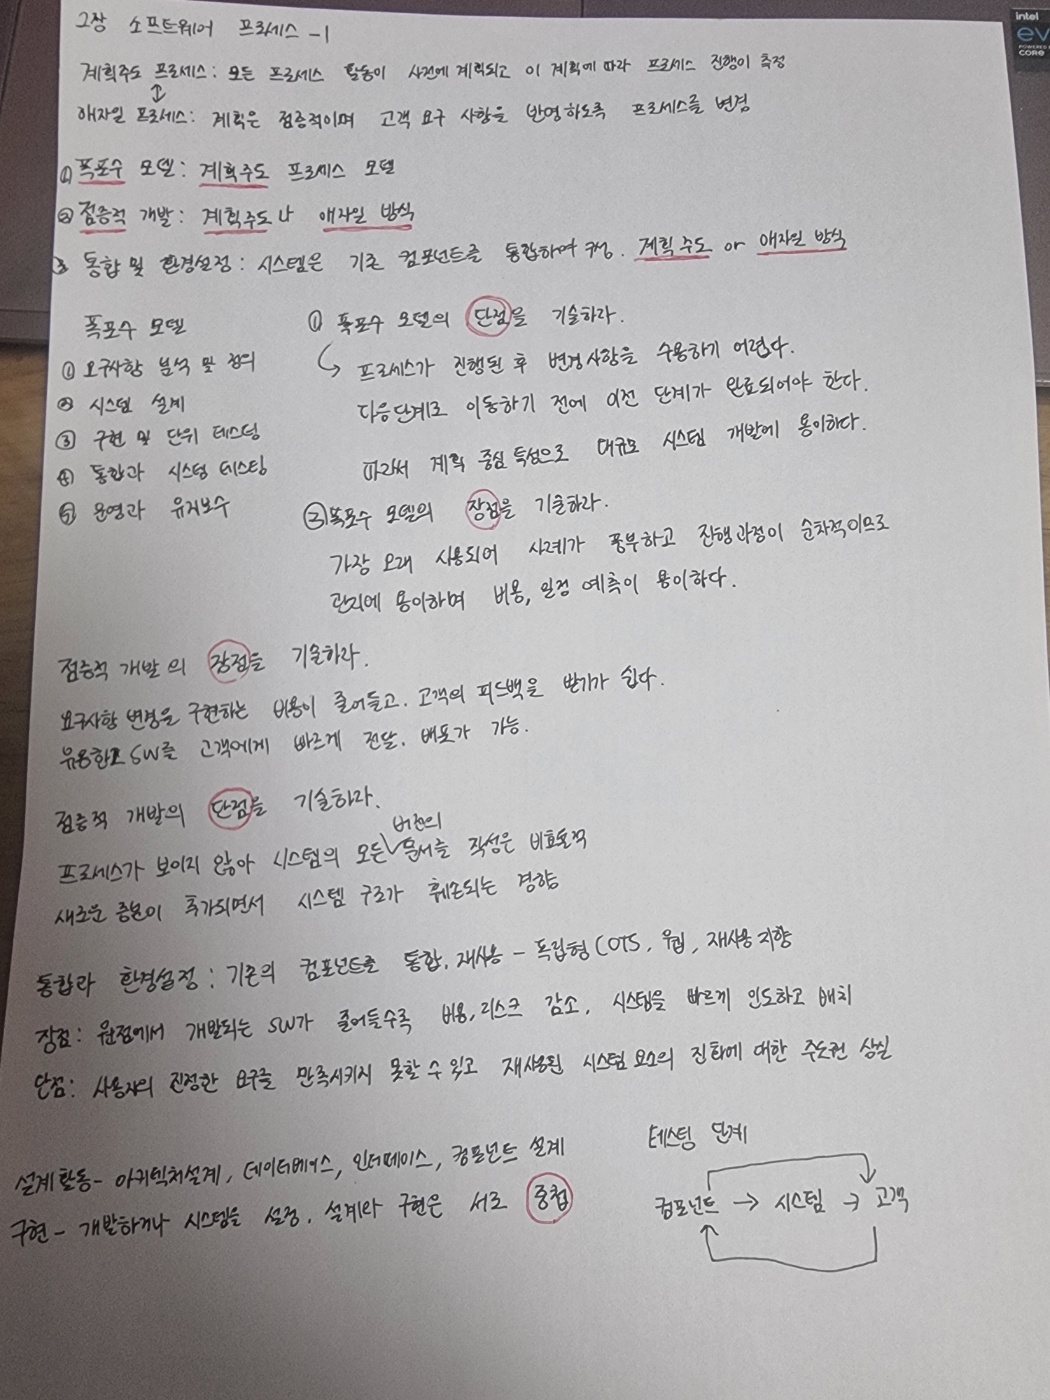 2장 소프트웨어 프로세스 -1
계획주도 프로세스: 모든 프로세스 활동이 사전에 계획되고 이 계획에 따라 프로세스 진행이 측정
↕
애자일 프로세스: 계획은 점증적이며 고객 요구 사항을 반영하도록 프로세스를 변경
① 폭포수 모델: 계획주도 프로세스 모델
② 점증적 개발: 계획주도나 애자일 방식
③ 통합 및 환경설정: 시스템은 기존 컴포넌트를 통합하여 구성. 계획주도 or 애자일 방식
폭포수 모델
① 요구사항 분석 및 정의
② 시스템 설계
③ 구현 및 단위 테스팅
④ 통합과 시스템 테스팅
⑤ 운영과 유지보수
① 폭포수 모델의 단점을 기술하라.
↳ 프로세스가 진행된 후 변경사항을 수용하기 어렵다.
다음단계로 이동하기 전에 이전 단계가 완료되어야 한다.
따라서 계획 중심 특성으로 대규모 시스템 개발에 용이하다.
② 폭포수 모델의 장점을 기술하라.
가장 오래 사용되어 사례가 풍부하고 진행과정이 순차적이므로
관리에 용이하며 비용, 일정 예측이 용이하다.
점증적 개발의 장점을 기술하라.
요구사항 변경을 구현하는 비용이 줄어들고. 고객의 피드백을 받기가 쉽다.
유용한 SW를 고객에게 빠르게 전달, 배포가 가능.
점증적 개발의 단점을 기술하라.
프로세스가 보이지 않아 시스템의 모든 버전의 문서를 작성은 비효율적
새로운 증분이 추가되면서 시스템 구조가 훼손되는 경향
통합과 환경설정: 기존의 컴포넌트를 통합, 재사용 - 독립형 COTS, 웹, 재사용 지향
장점: 원점에서 개발되는 SW가 줄어들수록 비용, 리스크 감소, 시스템을 빠르게 인도하고 배치
단점: 사용자의 진정한 요구를 만족시키지 못할 수 있고 재사용된 시스템 요소의 진화에 대한 주도권 상실
설계활동- 아키텍처설계, 데이터베이스, 인터페이스, 컴포넌트 설계
구현 - 개발하거나 시스템을 설정. 설계와 구현은 서로 중첩
테스팅 단계
컴포넌트 → 시스템 → 고객
intel
POWERED BY
CORE